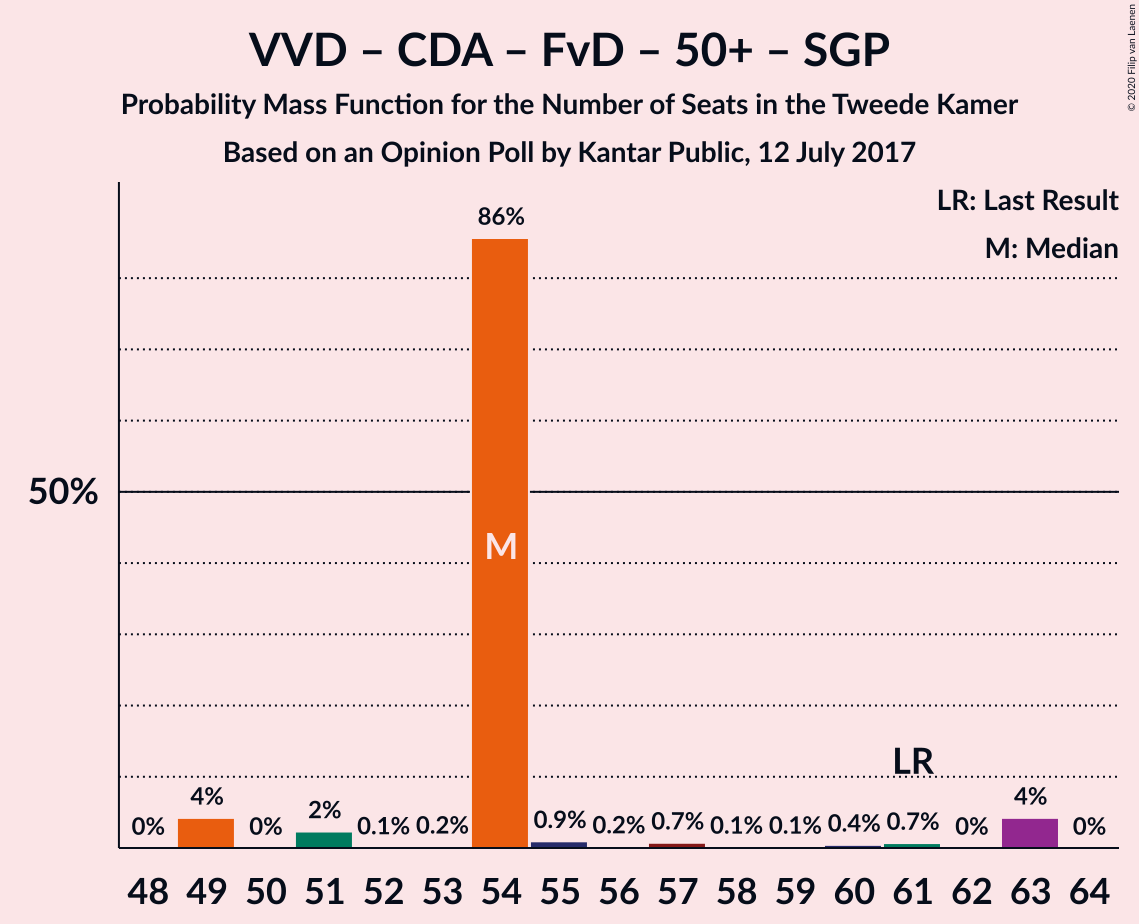 © 2020 Filip van Laenen
VVD – CDA – FvD – 50+ – SGP
Probability Mass Function for the Number of Seats in the Tweede Kamer
Based on an Opinion Poll by Kantar Public, 12 July 2017
LR: Last Result
M: Median
86%
50%
M
LR
0% 4% 0% 2% 0.1% 0.2% 0.9% 0.2% 0.7% 0.1% 0.1% 0.4% 0.7% 0% 4% 0%
48 49 50 51 52 53 54 55 56 57 58 59 60 61 62 63 64